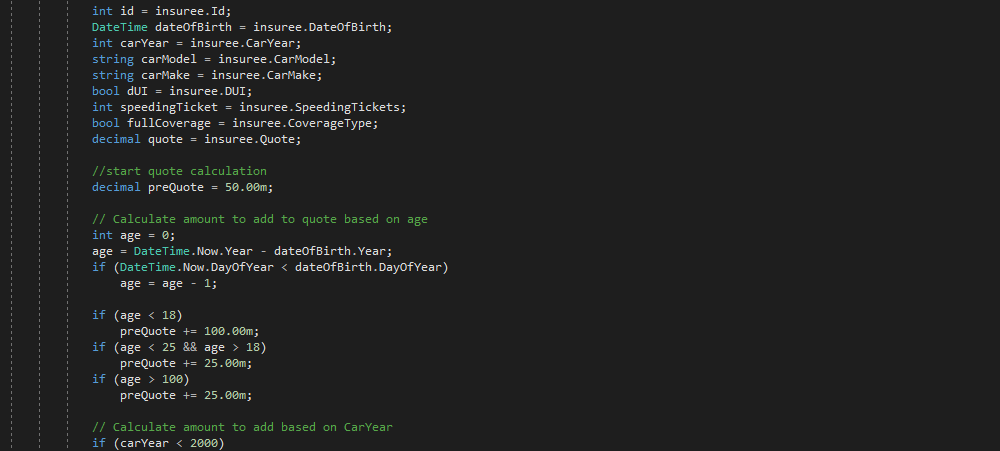 int id = insuree.Id;
DateTime dateOfBirth = insuree.DateOfBirth;
int carYear = insuree.CarYear;
string carModel = insuree.CarModel;
string carMake = insuree.CarMake;
bool dUI = insuree.DUI;
int speedingTicket = insuree.SpeedingTickets;
bool fullCoverage = insuree.CoverageType;
decimal quote = insuree.Quote;
//start quote calculation
decimal preQuote = 50.00m;
// Calculate amount to add to quote based on age
int age = 0;
age = DateTime.Now.Year - dateOfBirth.Year;
if (DateTime.Now.DayOfYear < dateOfBirth.DayOfYear)
age = age - 1;
if (age < 18)
preQuote += 100.00m;
if (age < 25 && age > 18)
preQuote += 25.00m;
if (age > 100)
preQuote += 25.00m;
// Calculate amount to add based on CarYear
if (carYear < 2000)